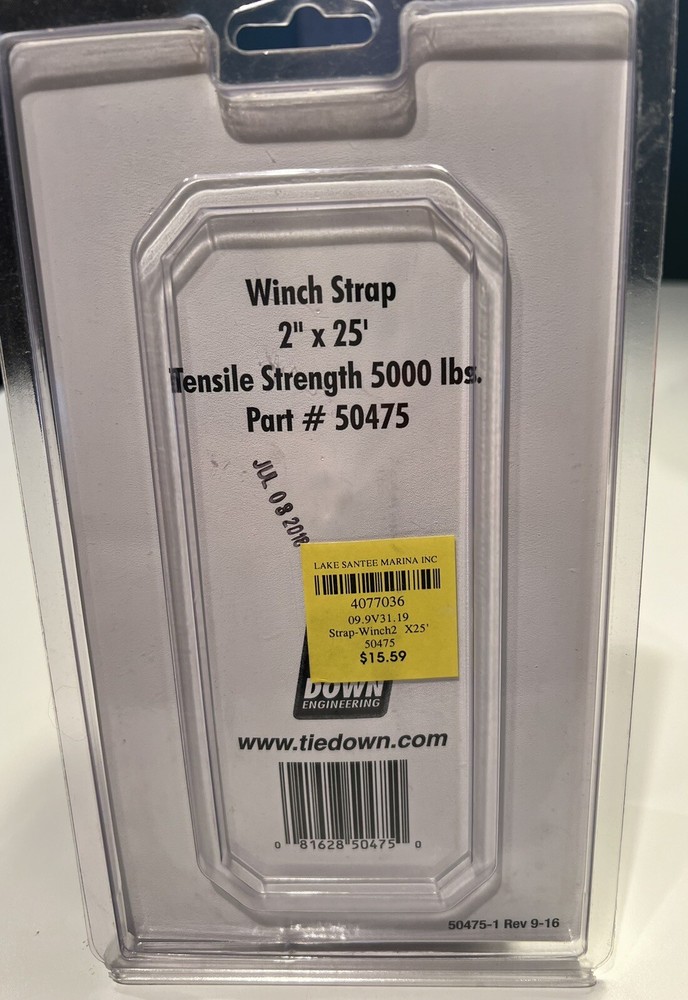 Winch Strap
2" x 25'
Tensile Strength 5000 lbs.
Part # 50475
JUL 08 2018
LAKE SANTEE MARINA INC
4077036
09.9V31.19
Strap-Winch2 X25'
50475
$15.59
DOWN
ENGINEERING
www.tiedown.com
0 81628 50475 0
50475-1 Rev 9-16